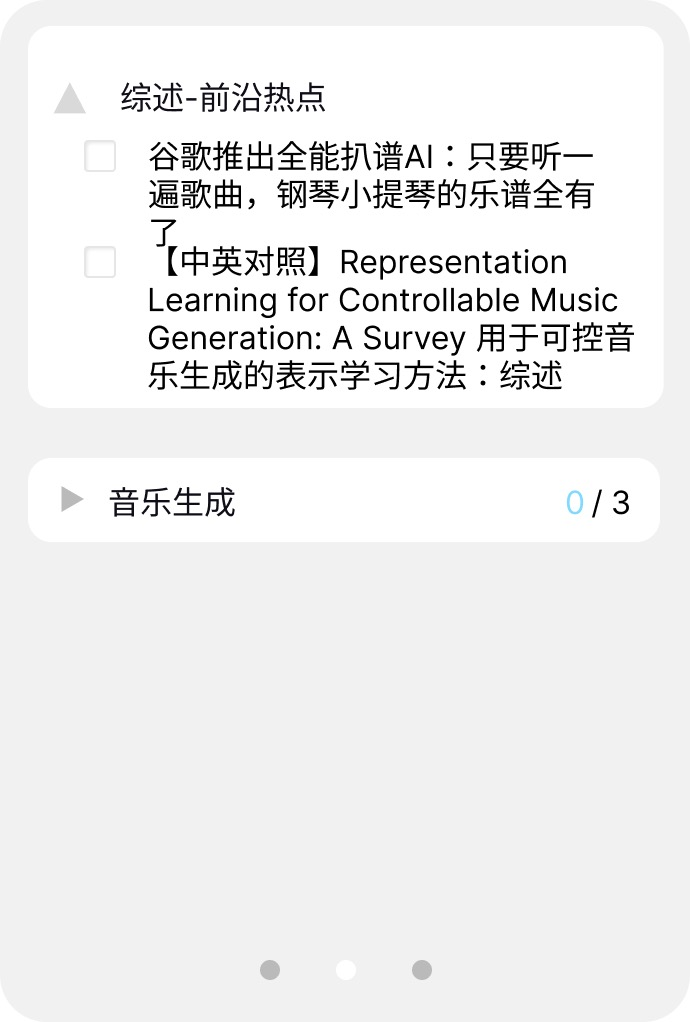 综述-前沿热点
谷歌推出全能扒谱AI：只要听一
遍歌曲，钢琴小提琴的乐谱全有
了
【中英对照】Representation
Learning for Controllable Music
Generation: A Survey 用于可控音
乐生成的表示学习方法：综述
音乐生成 0 / 3